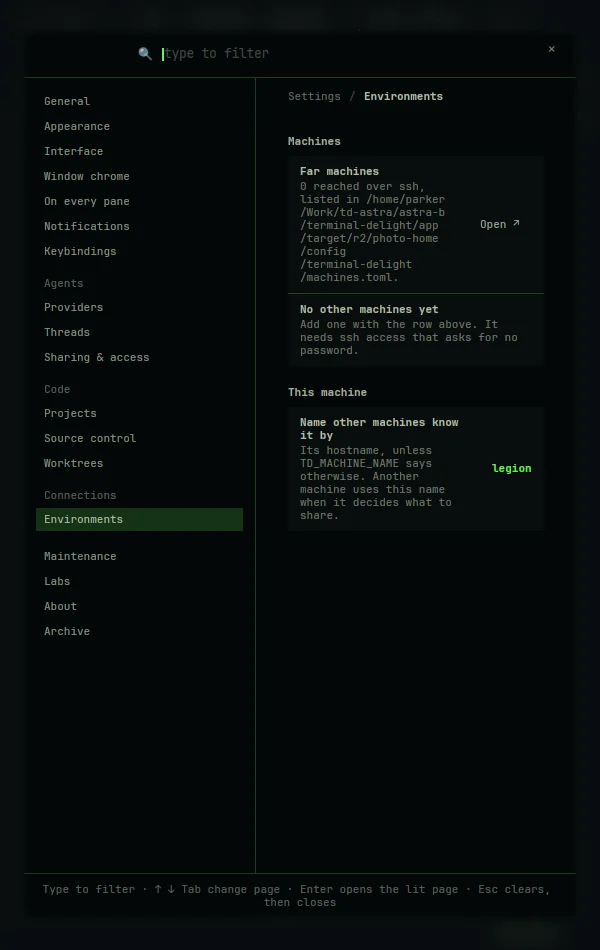 type to filter
×
General
Appearance
Interface
Window chrome
On every pane
Notifications
Keybindings
Agents
Providers
Threads
Sharing & access
Code
Projects
Source control
Worktrees
Connections
Environments
Maintenance
Labs
About
Archive
Settings / Environments
Machines
Far machines
0 reached over ssh,
listed in /home/parker
/Work/td-astra/astra-b
/terminal-delight/app
/target/r2/photo-home
/config
/terminal-delight
/machines.toml.
Open ↗
No other machines yet
Add one with the row above. It
needs ssh access that asks for no
password.
This machine
Name other machines know
it by
Its hostname, unless
TD_MACHINE_NAME says
otherwise. Another
machine uses this name
when it decides what to
share.
legion
Type to filter · ↑ ↓ Tab change page · Enter opens the lit page · Esc clears,
then closes